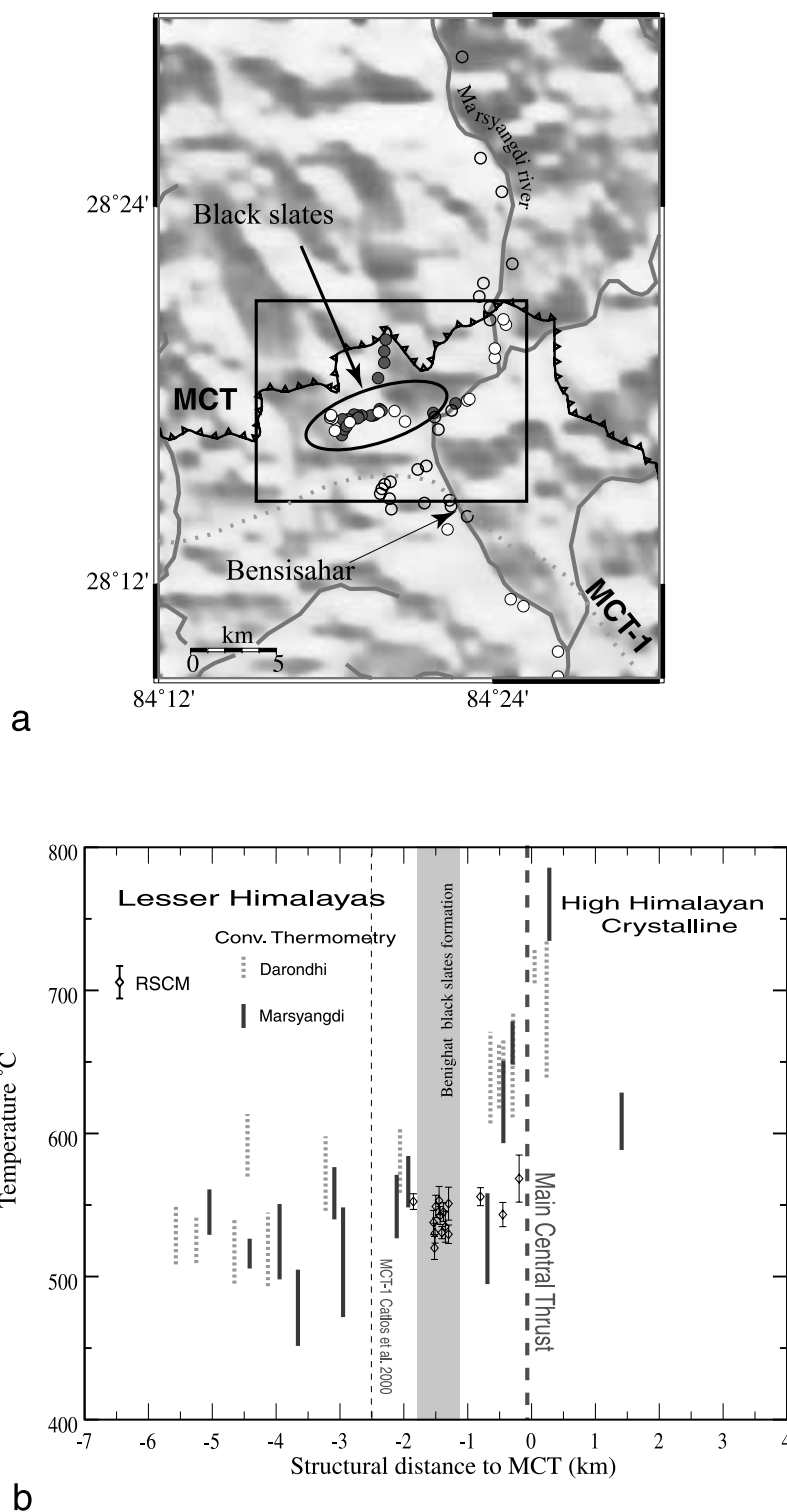 Marsyangdi river
28°24'
Black slates
MCT
Bensisahar
28°12'
MCT-1
km
0 5
84°12' 84°24'
a
800
700
600
500
400
Temperature °C
Lesser Himalayas
High Himalayan
Crystalline
Conv. Thermometry
RSCM
Darondhi
Marsyangdi
Benighat black slates formation
MCT-1 Catlos et al. 2000
Main Central Thrust
-7 -6 -5 -4 -3 -2 -1 0 1 2 3 4
Structural distance to MCT (km)
b